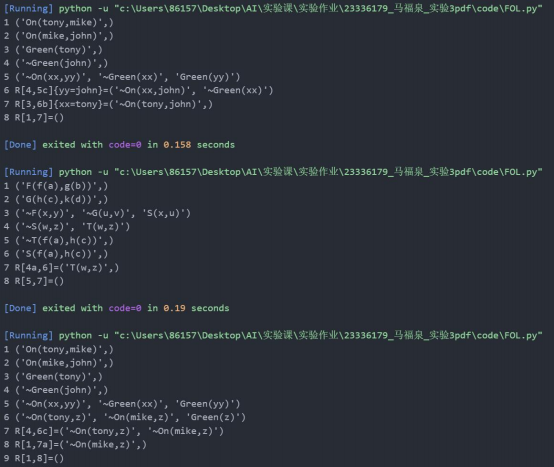 [Running] python -u "c:\Users\86157\Desktop\AI\实验课\实验作业\23336179_马福泉_实验3pdf\code\FOL.py"
1 ('On(tony,mike)',)
2 ('On(mike,john)',)
3 ('Green(tony)',)
4 ('~Green(john)',)
5 ('~On(xx,yy)', '~Green(xx)', 'Green(yy)')
6 R[4,5c]{yy=john}=('~On(xx,john)', '~Green(xx)')
7 R[3,6b]{xx=tony}=('~On(tony,john)',)
8 R[1,7]=()
[Done] exited with code=0 in 0.158 seconds
[Running] python -u "c:\Users\86157\Desktop\AI\实验课\实验作业\23336179_马福泉_实验3pdf\code\FOL.py"
1 ('F(f(a),g(b))',)
2 ('G(h(c),k(d))',)
3 ('~F(x,y)', '~G(u,v)', 'S(x,u)')
4 ('~S(w,z)', 'T(w,z)')
5 ('~T(f(a),h(c))',)
6 ('S(f(a),h(c))',)
7 R[4a,6]=('T(w,z)',)
8 R[5,7]=()
[Done] exited with code=0 in 0.19 seconds
[Running] python -u "c:\Users\86157\Desktop\AI\实验课\实验作业\23336179_马福泉_实验3pdf\code\FOL.py"
1 ('On(tony,mike)',)
2 ('On(mike,john)',)
3 ('Green(tony)',)
4 ('~Green(john)',)
5 ('~On(xx,yy)', '~Green(xx)', 'Green(yy)')
6 ('~On(tony,z)', '~On(mike,z)', 'Green(z)')
7 R[4,6c]=('~On(tony,z)', '~On(mike,z)')
8 R[1,7a]=('~On(mike,z)',)
9 R[1,8]=()